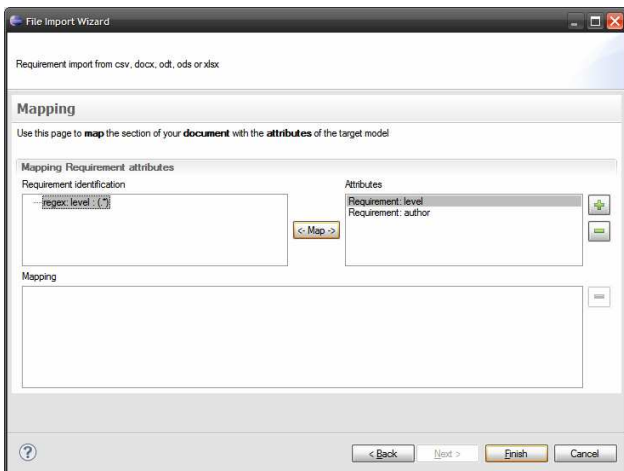 File Import Wizard
Requirement import from csv, docx, odt, ods or xlsx
Mapping
Use this page to map the section of your document with the attributes of the target model
Mapping Requirement attributes
Requirement identification
Attributes
regex: level : (.*)
Requirement: level
Requirement: author
<- Map ->
Mapping
< Back
Next >
Finish
Cancel